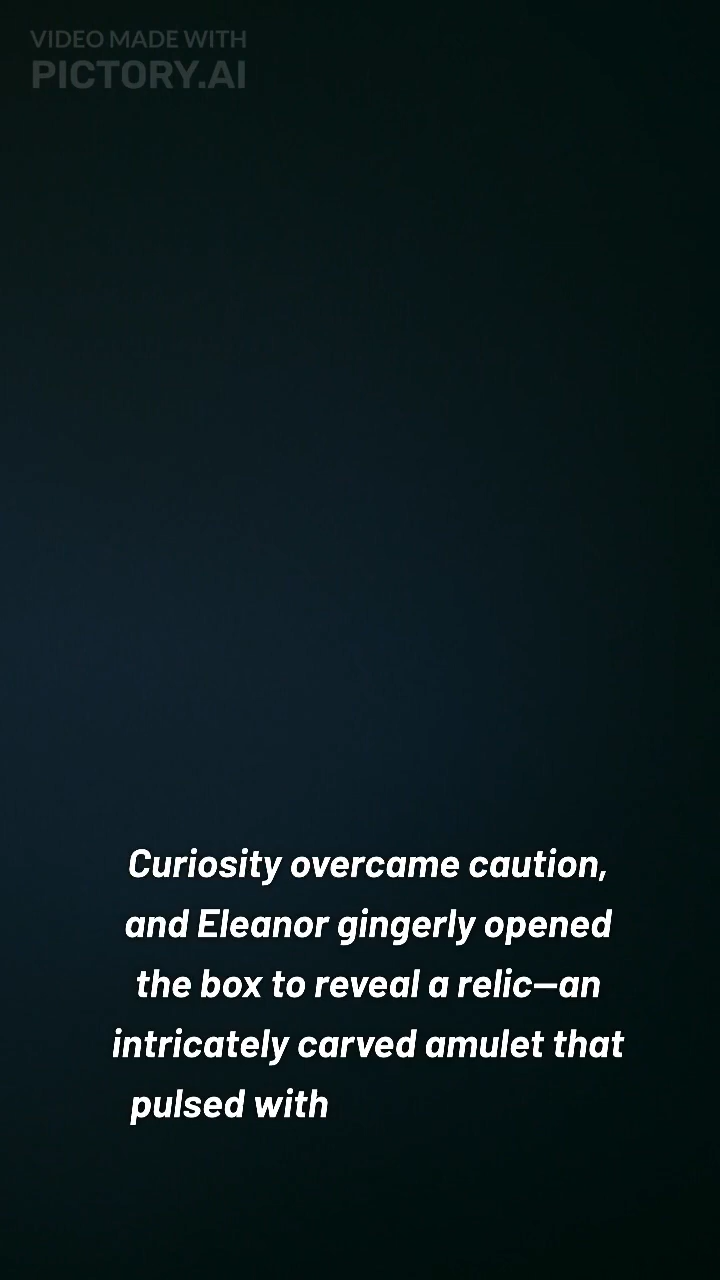 VIDEO MADE WITH
PICTORY.AI
Curiosity overcame caution,
and Eleanor gingerly opened
the box to reveal a relic—an
intricately carved amulet that
pulsed with